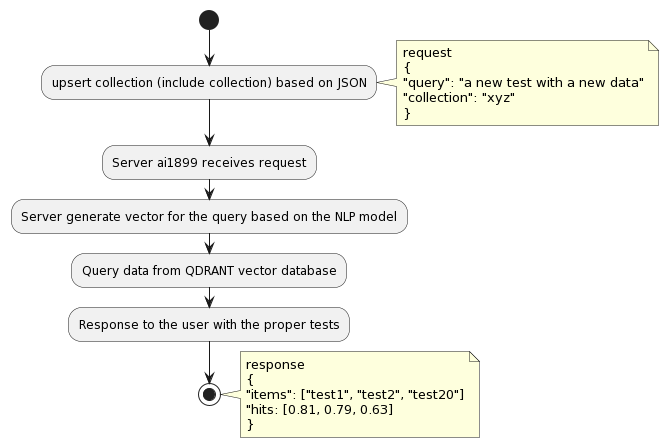 request
{
"query": "a new test with a new data"
"collection": "xyz"
}
upsert collection (include collection) based on JSON
Server ai1899 receives request
Server generate vector for the query based on the NLP model
Query data from QDRANT vector database
Response to the user with the proper tests
response
{
"items": ["test1", "test2", "test20"]
"hits: [0.81, 0.79, 0.63]
}